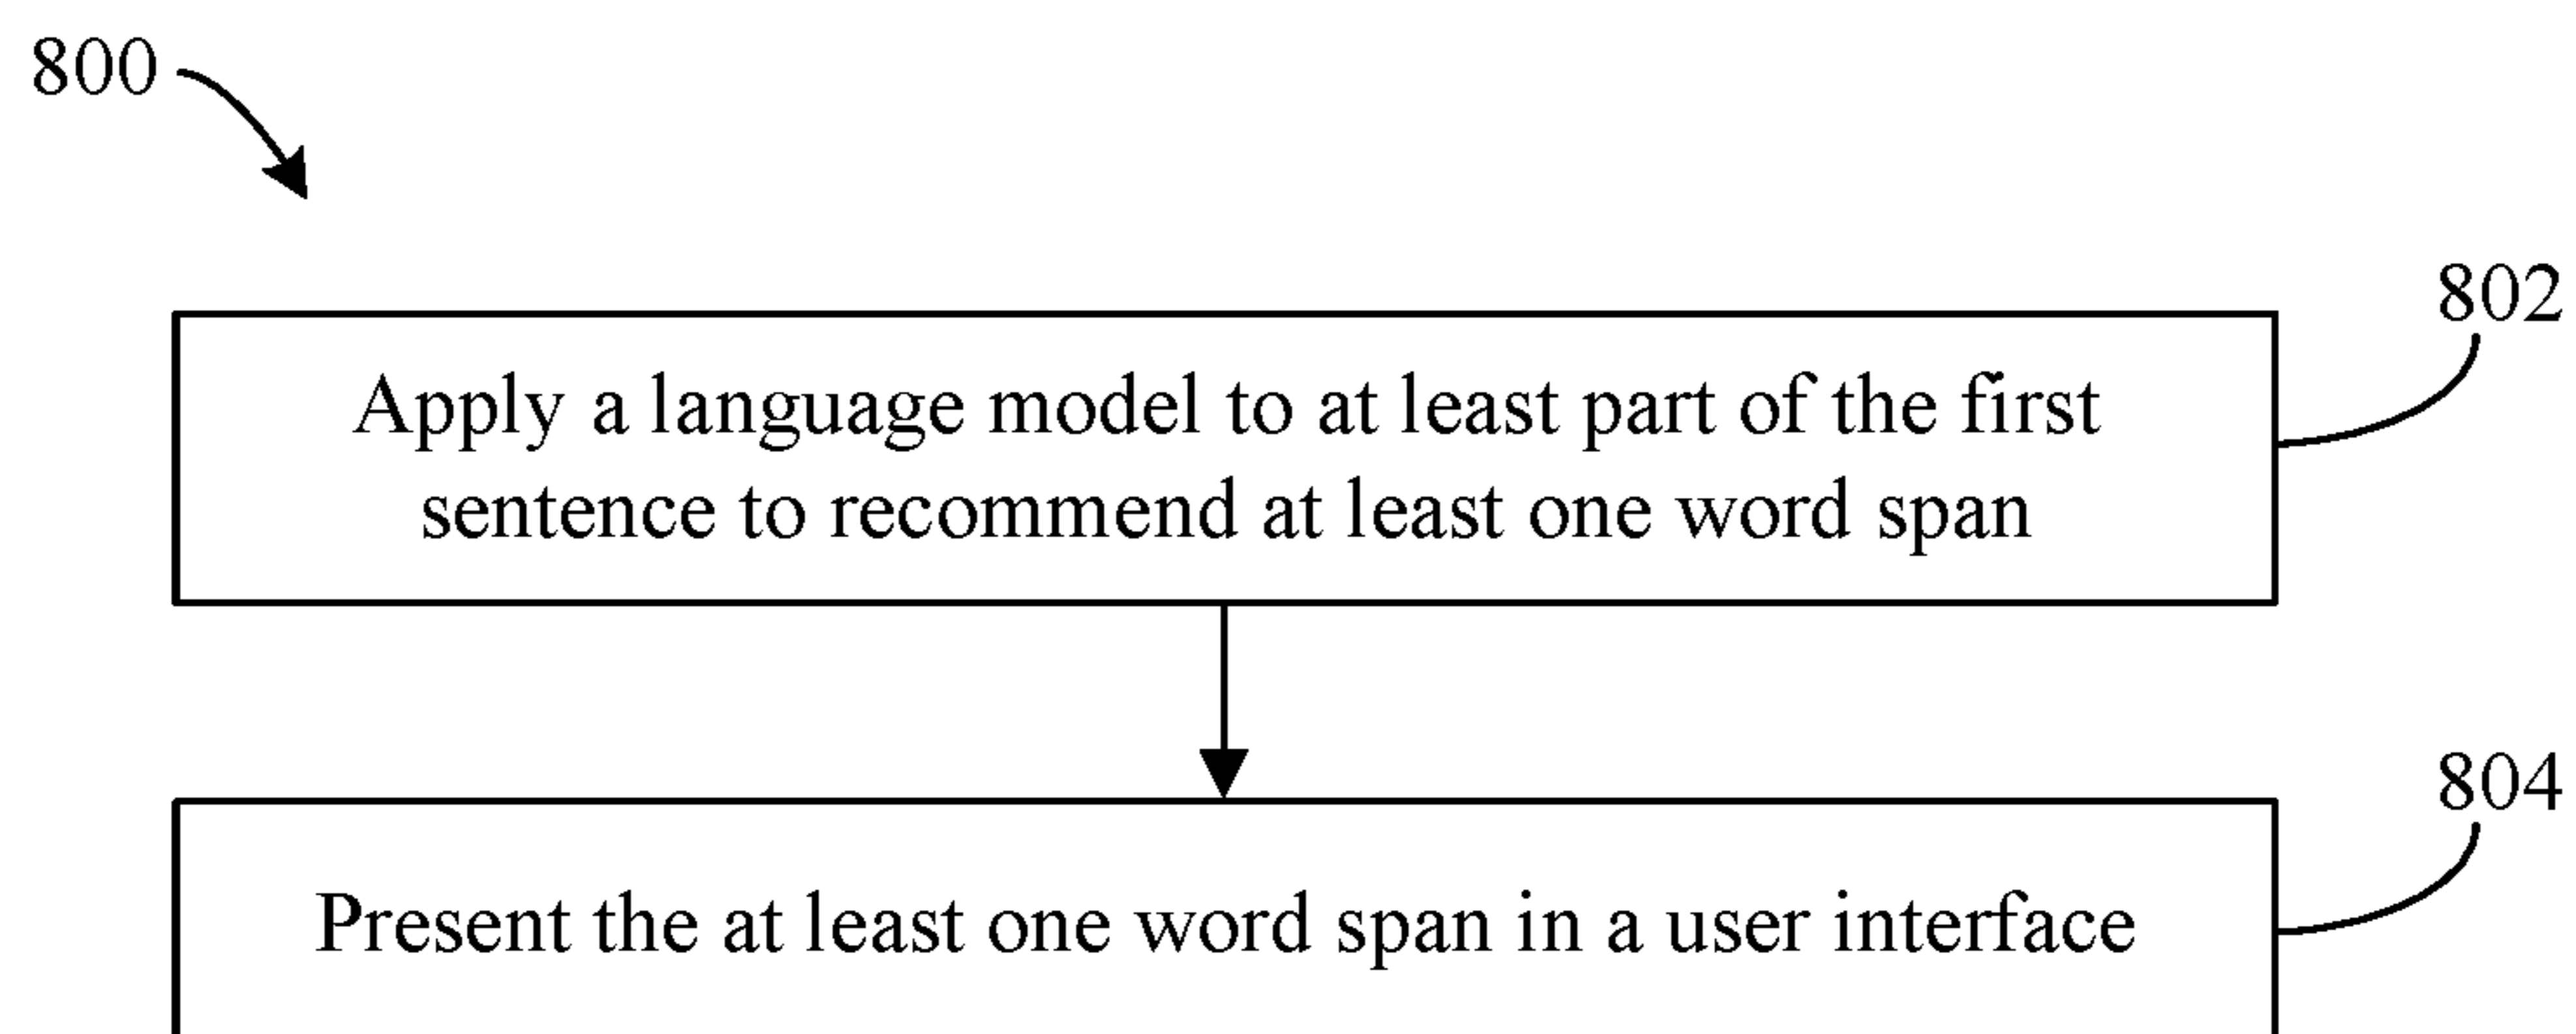 800
802
Apply a language model to at least part of the first
sentence to recommend at least one word span
804
Present the at least one word span in a user interface